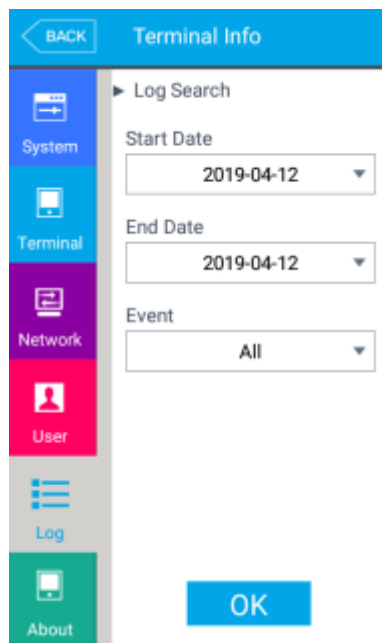 BACK
Terminal Info
System
Terminal
Network
User
Log
About
Log Search
Start Date
2019-04-12
End Date
2019-04-12
Event
All
OK